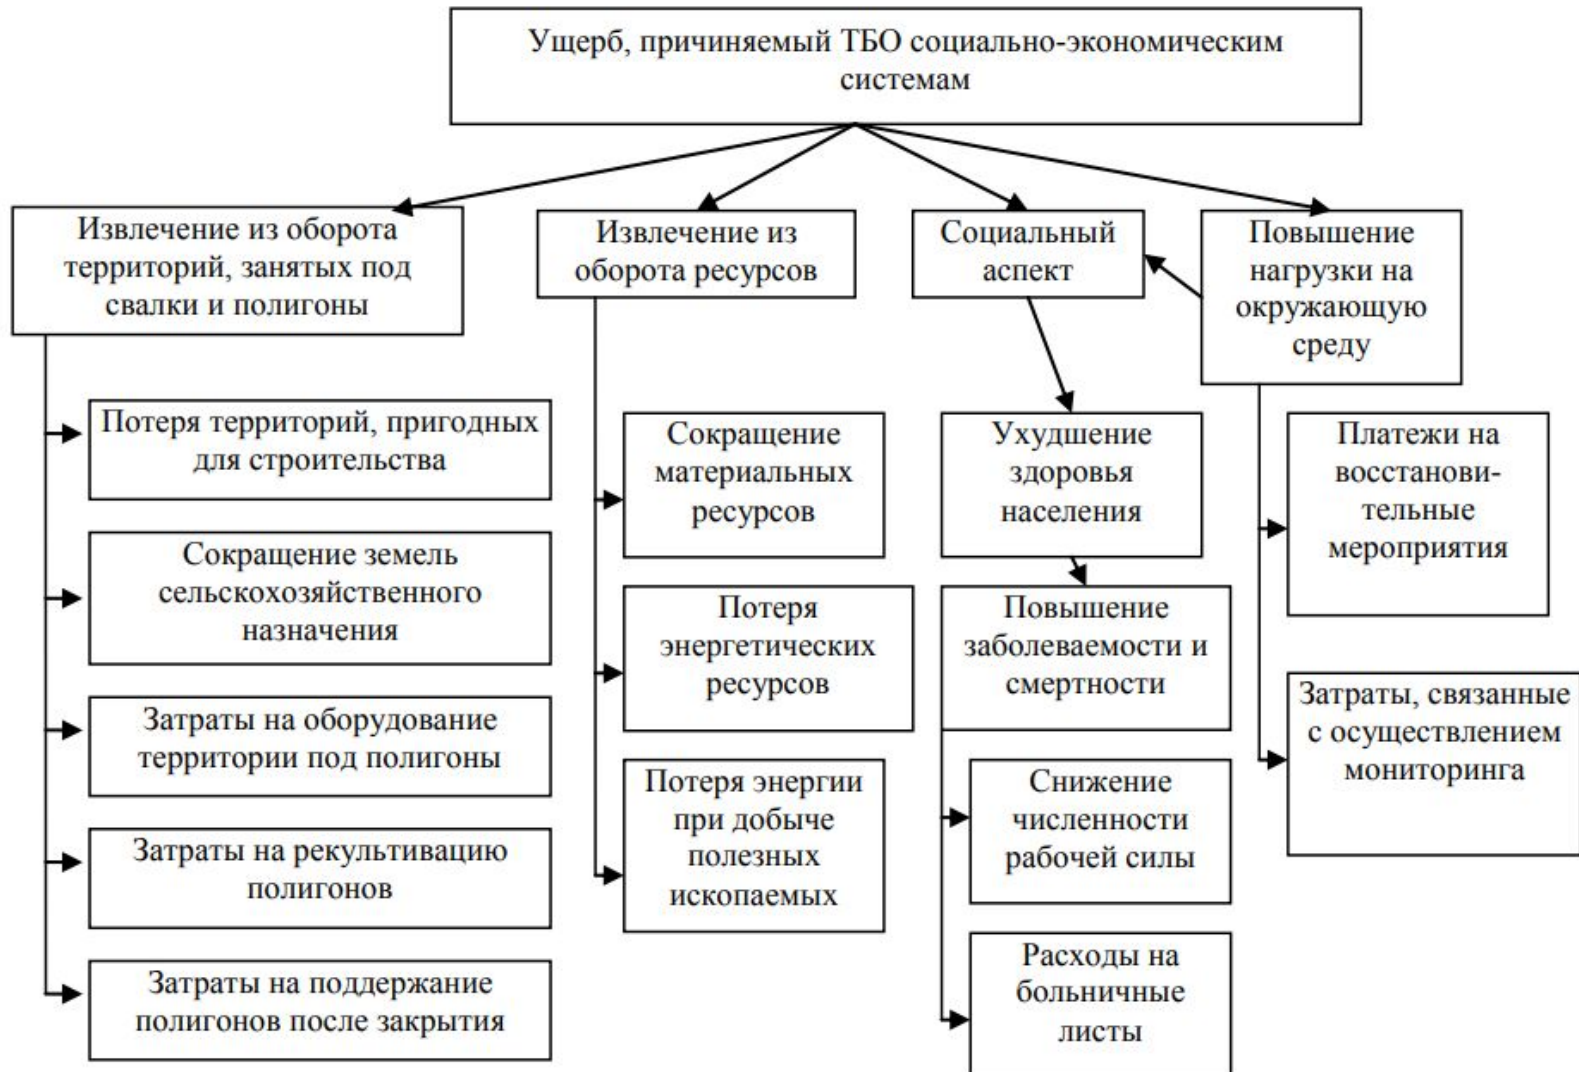 Ущерб, причиняемый ТБО социально-экономическим
системам
Извлечение из оборота
территорий, занятых под
свалки и полигоны
Потеря территорий, пригодных
для строительства
Сокращение земель
сельскохозяйственного
назначения
Затраты на оборудование
территории под полигоны
Затраты на рекультивацию
полигонов
Затраты на поддержание
полигонов после закрытия
Извлечение из
оборота ресурсов
Сокращение
материальных
ресурсов
Потеря
энергетических
ресурсов
Потеря энергии
при добыче
полезных
ископаемых
Социальный
аспект
Ухудшение
здоровья
населения
Повышение
заболеваемости и
смертности
Снижение
численности
рабочей силы
Расходы на
больничные
листы
Повышение
нагрузки на
окружающую
среду
Платежи на
восстанови-
тельные
мероприятия
Затраты, связанные
с осуществлением
мониторинга